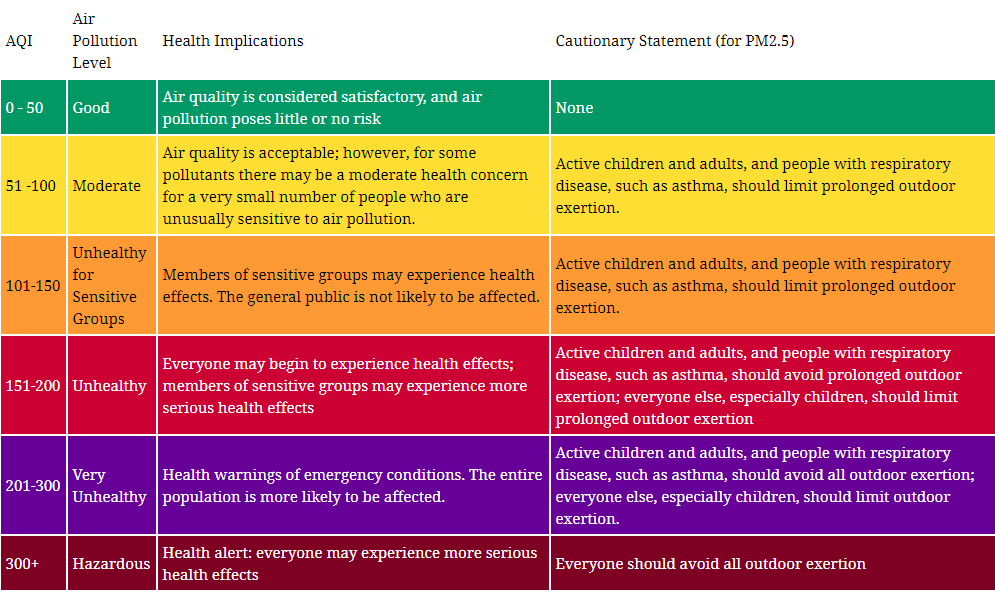 AQI
Air
Pollution
Level
Health Implications
Cautionary Statement (for PM2.5)
0 - 50
Good
Air quality is considered satisfactory, and air
pollution poses little or no risk
None
51 -100
Moderate
Air quality is acceptable; however, for some
pollutants there may be a moderate health concern
for a very small number of people who are
unusually sensitive to air pollution.
Active children and adults, and people with respiratory
disease, such as asthma, should limit prolonged outdoor
exertion.
101-150
Unhealthy
for
Sensitive
Groups
Members of sensitive groups may experience health
effects. The general public is not likely to be affected.
Active children and adults, and people with respiratory
disease, such as asthma, should limit prolonged outdoor
exertion.
151-200
Unhealthy
Everyone may begin to experience health effects;
members of sensitive groups may experience more
serious health effects
Active children and adults, and people with respiratory
disease, such as asthma, should avoid prolonged outdoor
exertion; everyone else, especially children, should limit
prolonged outdoor exertion
201-300
Very
Unhealthy
Health warnings of emergency conditions. The entire
population is more likely to be affected.
Active children and adults, and people with respiratory
disease, such as asthma, should avoid all outdoor exertion;
everyone else, especially children, should limit outdoor
exertion.
300+
Hazardous
Health alert: everyone may experience more serious
health effects
Everyone should avoid all outdoor exertion